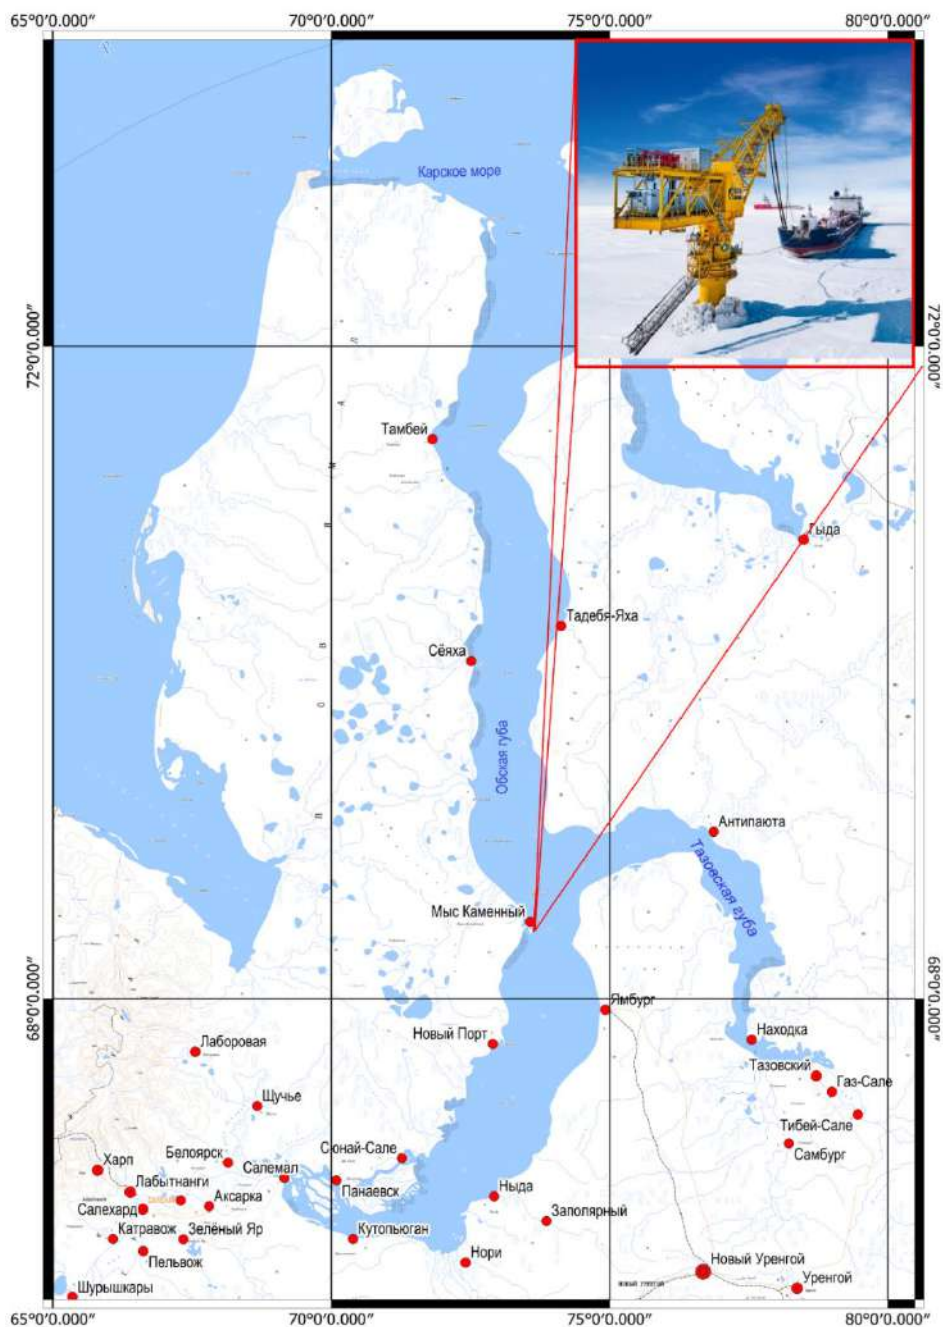 65°0'0.000"
70°0'0.000"
75°0'0.000"
80°0'0.000"
Карское море
72°0'0.000"
72°0'0.000"
Тамбей
Гыда
Тадебя-Яха
Сёяха
Обская губа
Антипаюта
Тазовская губа
Мыс Каменный
68°0'0.000"
68°0'0.000"
Ямбург
Новый Порт
Находка
Лаборовая
Тазовский
Газ-Сале
Щучье
Тибей-Сале
Самбург
Сюнай-Сале
Белоярск
Харп
Салемал
Лабытнанги
Панаевск
Ныда
Аксарка
Салехард
Заполярный
Катравож
Зелёный Яр
Кутопьюган
Пельвож
Нори
Новый Уренгой
НОВЫЙ УРЕНГОЙ
Уренгой
Шурышкары
65°0'0.000"
70°0'0.000"
75°0'0.000"
80°0'0.000"